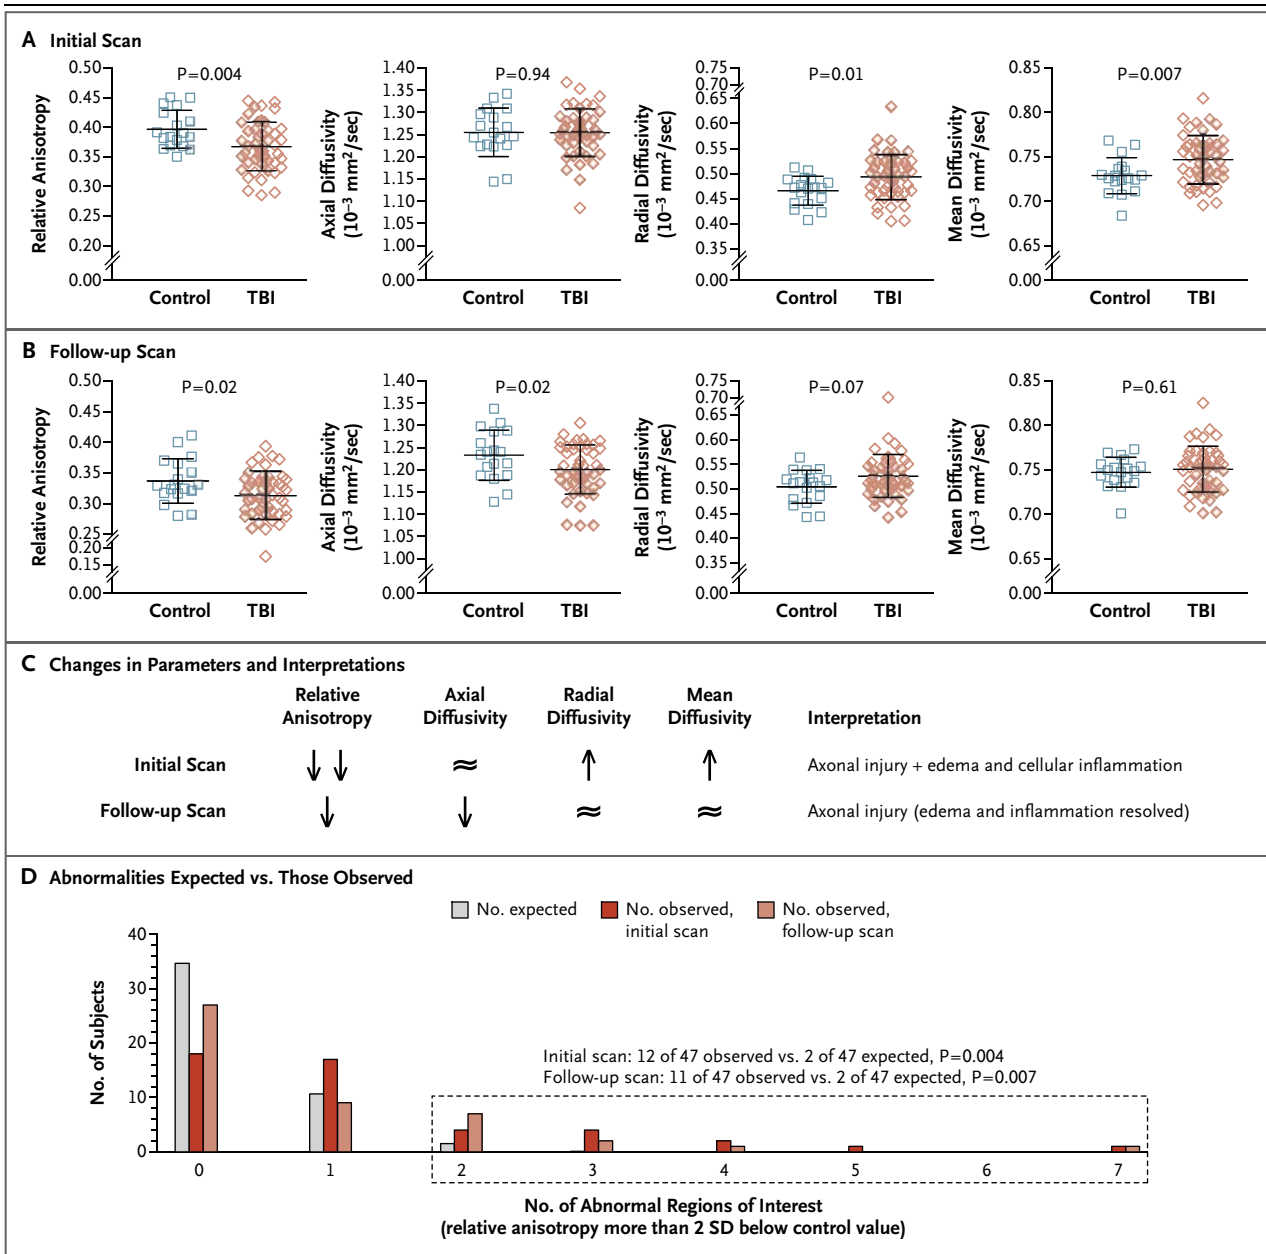 A Initial Scan
P=0.004
P=0.94
P=0.01
P=0.007
Relative Anisotropy
0.50
0.45
0.40
0.35
0.30
0.25
0.20
0.00
Control TBI
Axial Diffusivity
(10−3 mm2/sec)
1.40
1.35
1.30
1.25
1.20
1.15
1.10
1.05
1.00
0.00
Control TBI
Radial Diffusivity
(10−3 mm2/sec)
0.75
0.70
0.65
0.60
0.55
0.50
0.45
0.40
0.35
0.00
Control TBI
Mean Diffusivity
(10−3 mm2/sec)
0.85
0.80
0.75
0.70
0.65
0.00
Control TBI
B Follow-up Scan
P=0.02
P=0.02
P=0.07
P=0.61
Relative Anisotropy
0.50
0.45
0.40
0.35
0.30
0.25
0.20
0.15
0.00
Control TBI
Axial Diffusivity
(10−3 mm2/sec)
1.40
1.35
1.30
1.25
1.20
1.15
1.10
1.05
1.00
0.00
Control TBI
Radial Diffusivity
(10−3 mm2/sec)
0.75
0.70
0.65
0.60
0.55
0.50
0.45
0.40
0.35
0.00
Control TBI
Mean Diffusivity
(10−3 mm2/sec)
0.85
0.80
0.75
0.70
0.65
0.00
Control TBI
C Changes in Parameters and Interpretations
Relative
Anisotropy
Axial
Diffusivity
Radial
Diffusivity
Mean
Diffusivity
Interpretation
Initial Scan ↓↓ ≈ ↑ ↑ Axonal injury + edema and cellular inflammation
Follow-up Scan ↓ ↓ ≈ ≈ Axonal injury (edema and inflammation resolved)
D Abnormalities Expected vs. Those Observed
No. expected
No. observed,
initial scan
No. observed,
follow-up scan
No. of Subjects
40
30
20
10
0
Initial scan: 12 of 47 observed vs. 2 of 47 expected, P=0.004
Follow-up scan: 11 of 47 observed vs. 2 of 47 expected, P=0.007
0 1 2 3 4 5 6 7
No. of Abnormal Regions of Interest
(relative anisotropy more than 2 SD below control value)